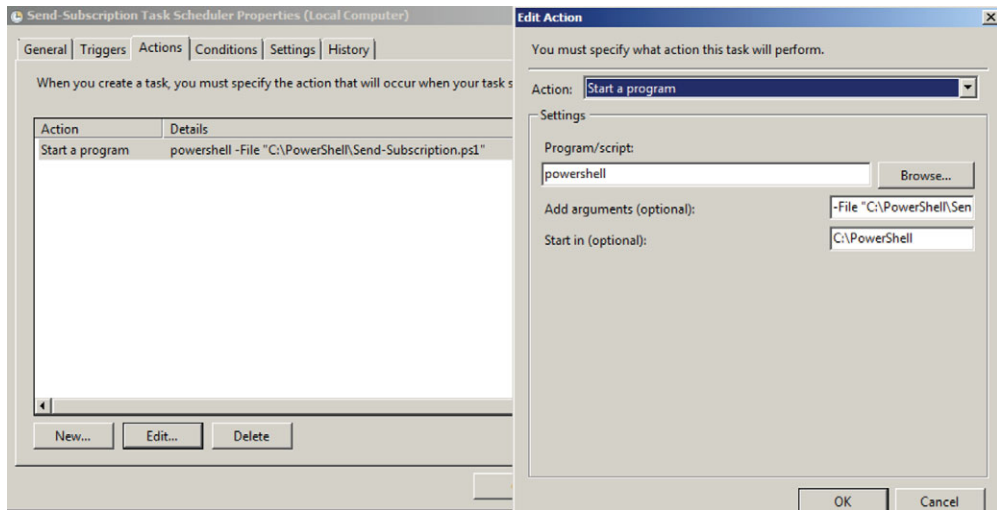 Send-Subscription Task Scheduler Properties (Local Computer)
General Triggers Actions Conditions Settings History
When you create a task, you must specify the action that will occur when your task s
Action Details
Start a program powershell -File "C:\PowerShell\Send-Subscription.ps1"
New... Edit... Delete
Edit Action
You must specify what action this task will perform.
Action: Start a program
Settings
Program/script:
powershell Browse...
Add arguments (optional): -File "C:\PowerShell\Sen
Start in (optional): C:\PowerShell
OK Cancel